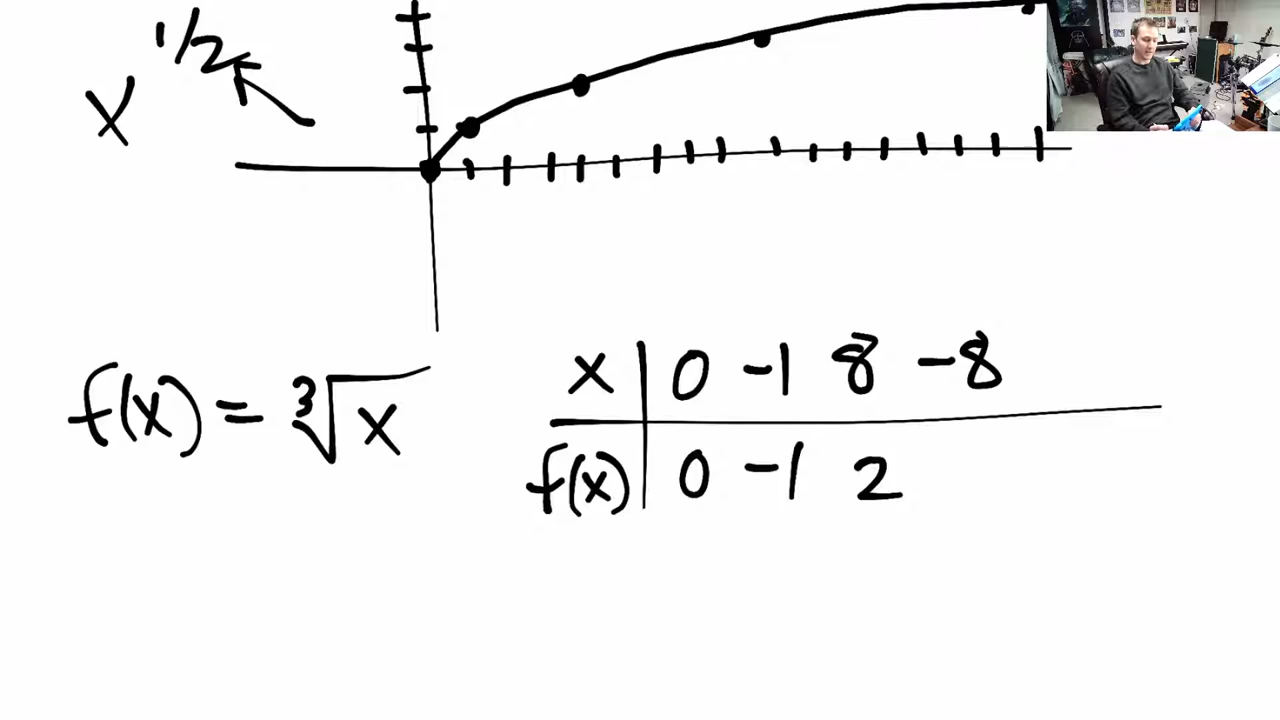 x^1/2
f(x) = ∛x
x | 0 -1 8 -8
f(x) | 0 -1 2